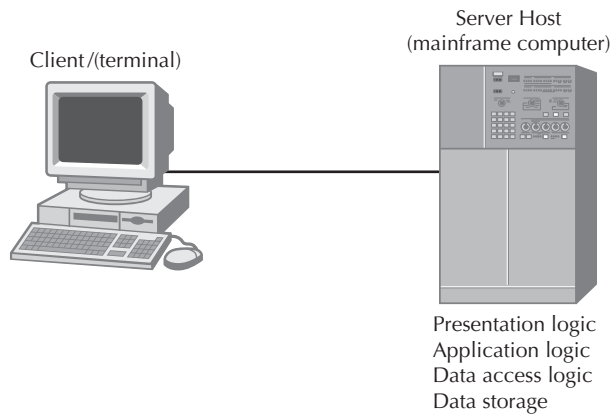 Server Host
(mainframe computer)
Client/(terminal)
Presentation logic
Application logic
Data access logic
Data storage